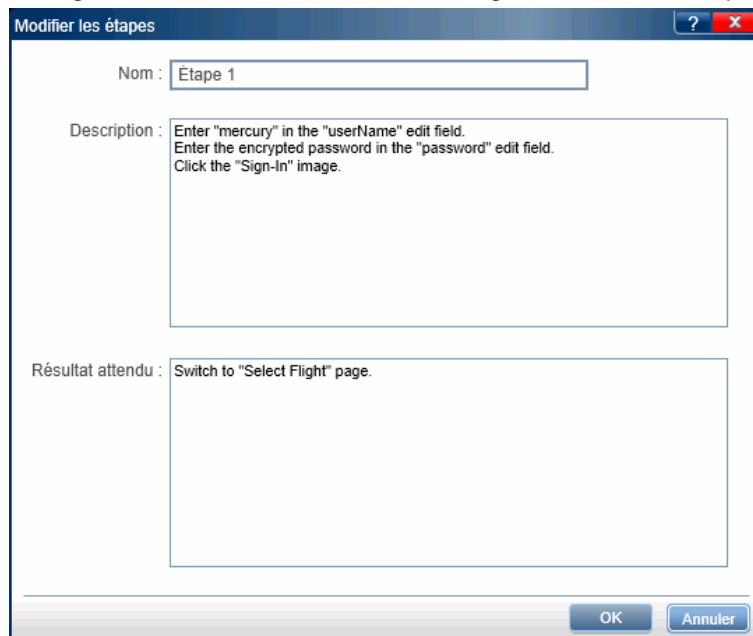 Modifier les étapes
? X
Nom : Étape 1
Description : Enter "mercury" in the "userName" edit field.
Enter the encrypted password in the "password" edit field.
Click the "Sign-In" image.
Résultat attendu : Switch to "Select Flight" page.
OK Annuler